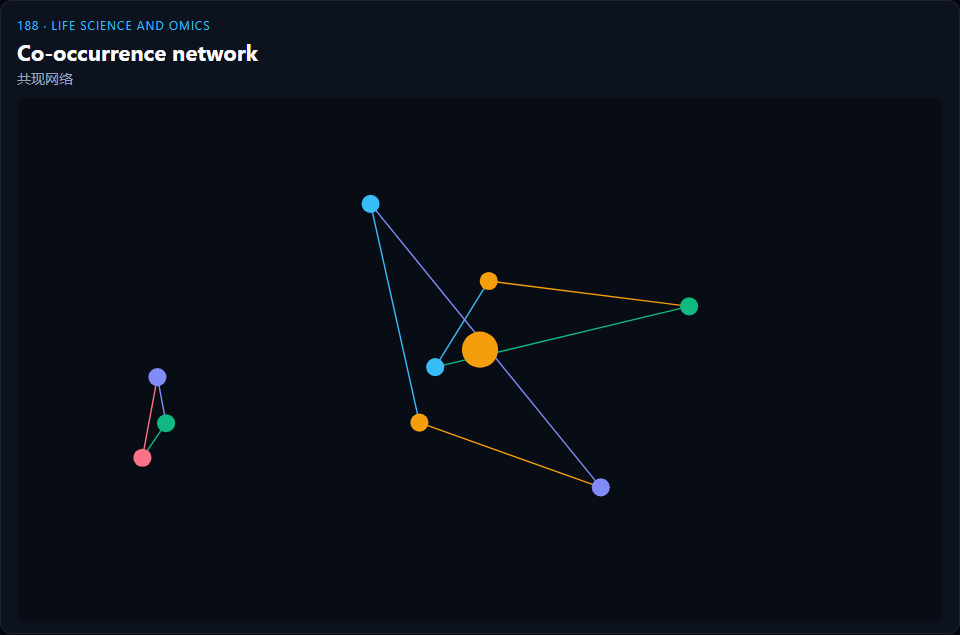 188 · LIFE SCIENCE AND OMICS
Co-occurrence network
共现网络